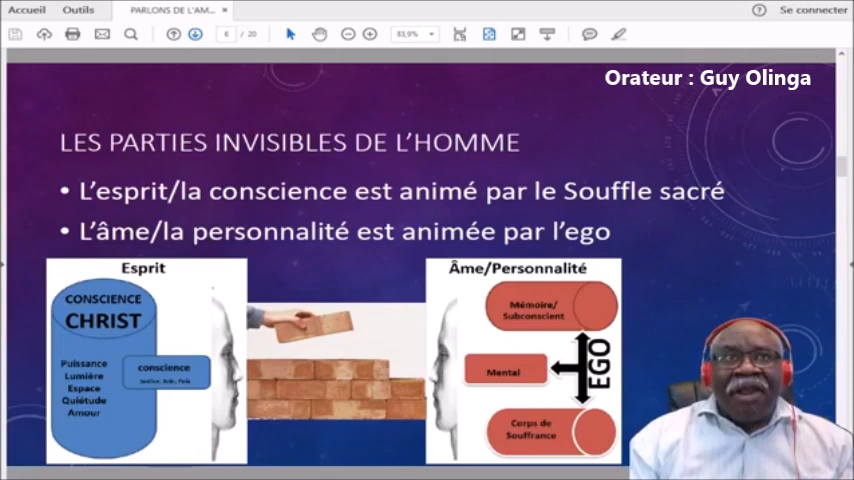 Accueil Outils PARLONS DE L'AM... × Se connecter
6 / 20 83,9%
Orateur : Guy Olinga
LES PARTIES INVISIBLES DE L'HOMME
• L'esprit/la conscience est animé par le Souffle sacré
• L'âme/la personnalité est animée par l'ego
Esprit
CONSCIENCE
CHRIST
Puissance
Lumière
Espace
Quiétude
Amour
conscience
Âme/Personnalité
Mémoire/
Subconscient
Mental
EGO
Corps de
Souffrance